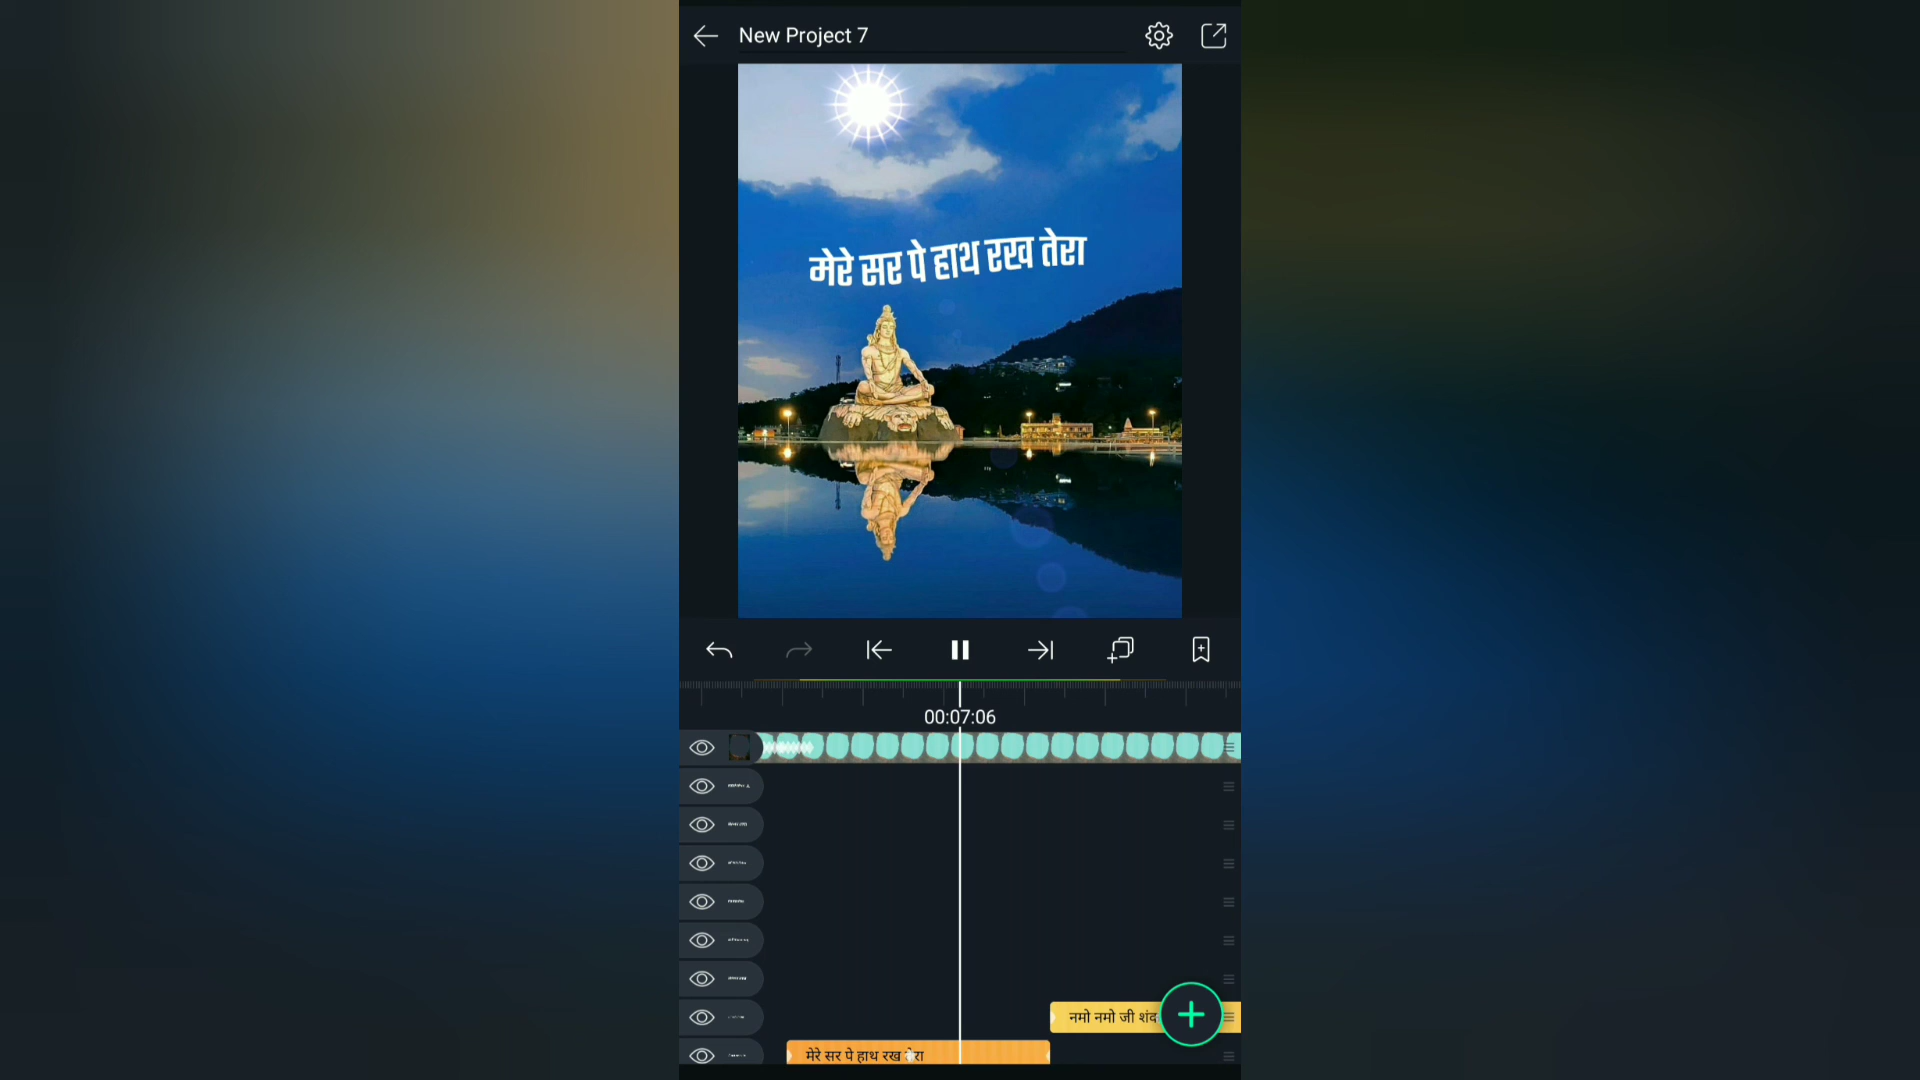 New Project 7
मेरे सर पे हाथ रख तेरा
00:07:06
नमो नमो जी शंक
मेरे सर पे हाथ रख तेरा